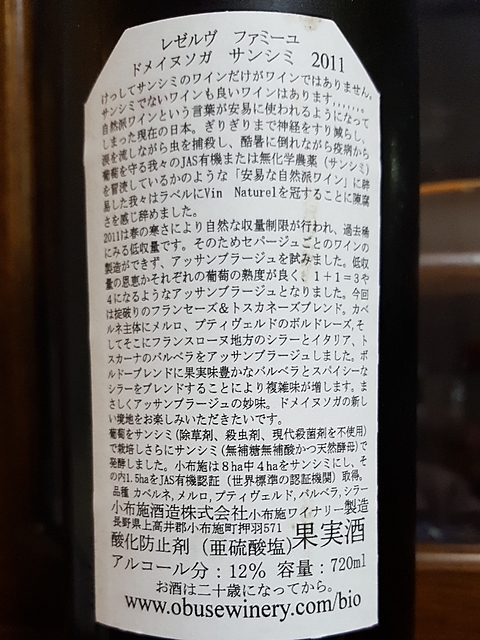 レゼルヴ ファミーユ
ドメイヌソガ サンシミ 2011
けっしてサンシミのワインだけがワインではありません。
サンシミでないワインも良いワインはあります,,,,,,,
自然派ワインという言葉が安易に使われるようになって
しまった現在の日本。ぎりぎりまで神経をすり減らし、
涙を流しながら虫を捕殺し、酷暑に倒れながら疫病から
葡萄を守る我々のJAS有機または無化学農薬(サンシミ)
を冒涜しているかのような「安易な自然派ワイン」に辟
易した我々はラベルにVin Naturelを冠することに陳腐
さを感じ辞めました。
2011は春の寒さにより自然な収量制限が行われ、過去稀
にみる低収量です。そのためセパージュごとのワインの
製造ができず、アッサンブラージュを試みました。低収
量の恩恵かそれぞれの葡萄の熟度が良く、1+1=3や
4になるようなアッサンブラージュとなりました。今回
は掟破りのフランセーズ&トスカネーズブレンド。カベ
ルネ主体にメルロ、プティヴェルドのボルドレーズ,そ
してそこにフランスローヌ地方のシラーとイタリア、ト
スカーナのバルベラをアッサンブラージュしました。ボ
ルドーブレンドに果実味豊かなバルベラとスパイシーな
シラーをブレンドすることにより複雑味が増します。ま
さしくアッサンブラージュの妙味。ドメイヌソガの新し
い境地をお楽しみいただきたいです。
葡萄をサンシミ(除草剤、殺虫剤、現代殺菌剤を不使用)
で栽培しさらにサンシミ(無補糖無補酸かつ天然酵母)で
発酵しました。小布施は8ha中4haをサンシミにし、そ
の内1.5haをJAS有機認証(世界標準の認証機関)取得。
品種 カベルネ,メルロ,プティヴェルド,バルベラ,シラー
小布施酒造株式会社小布施ワイナリー製造
長野県上高井郡小布施町押羽571 果実酒
酸化防止剤(亜硫酸塩)
アルコール分:12% 容量:720ml
お酒は二十歳になってから。
www.obusewinery.com/bio